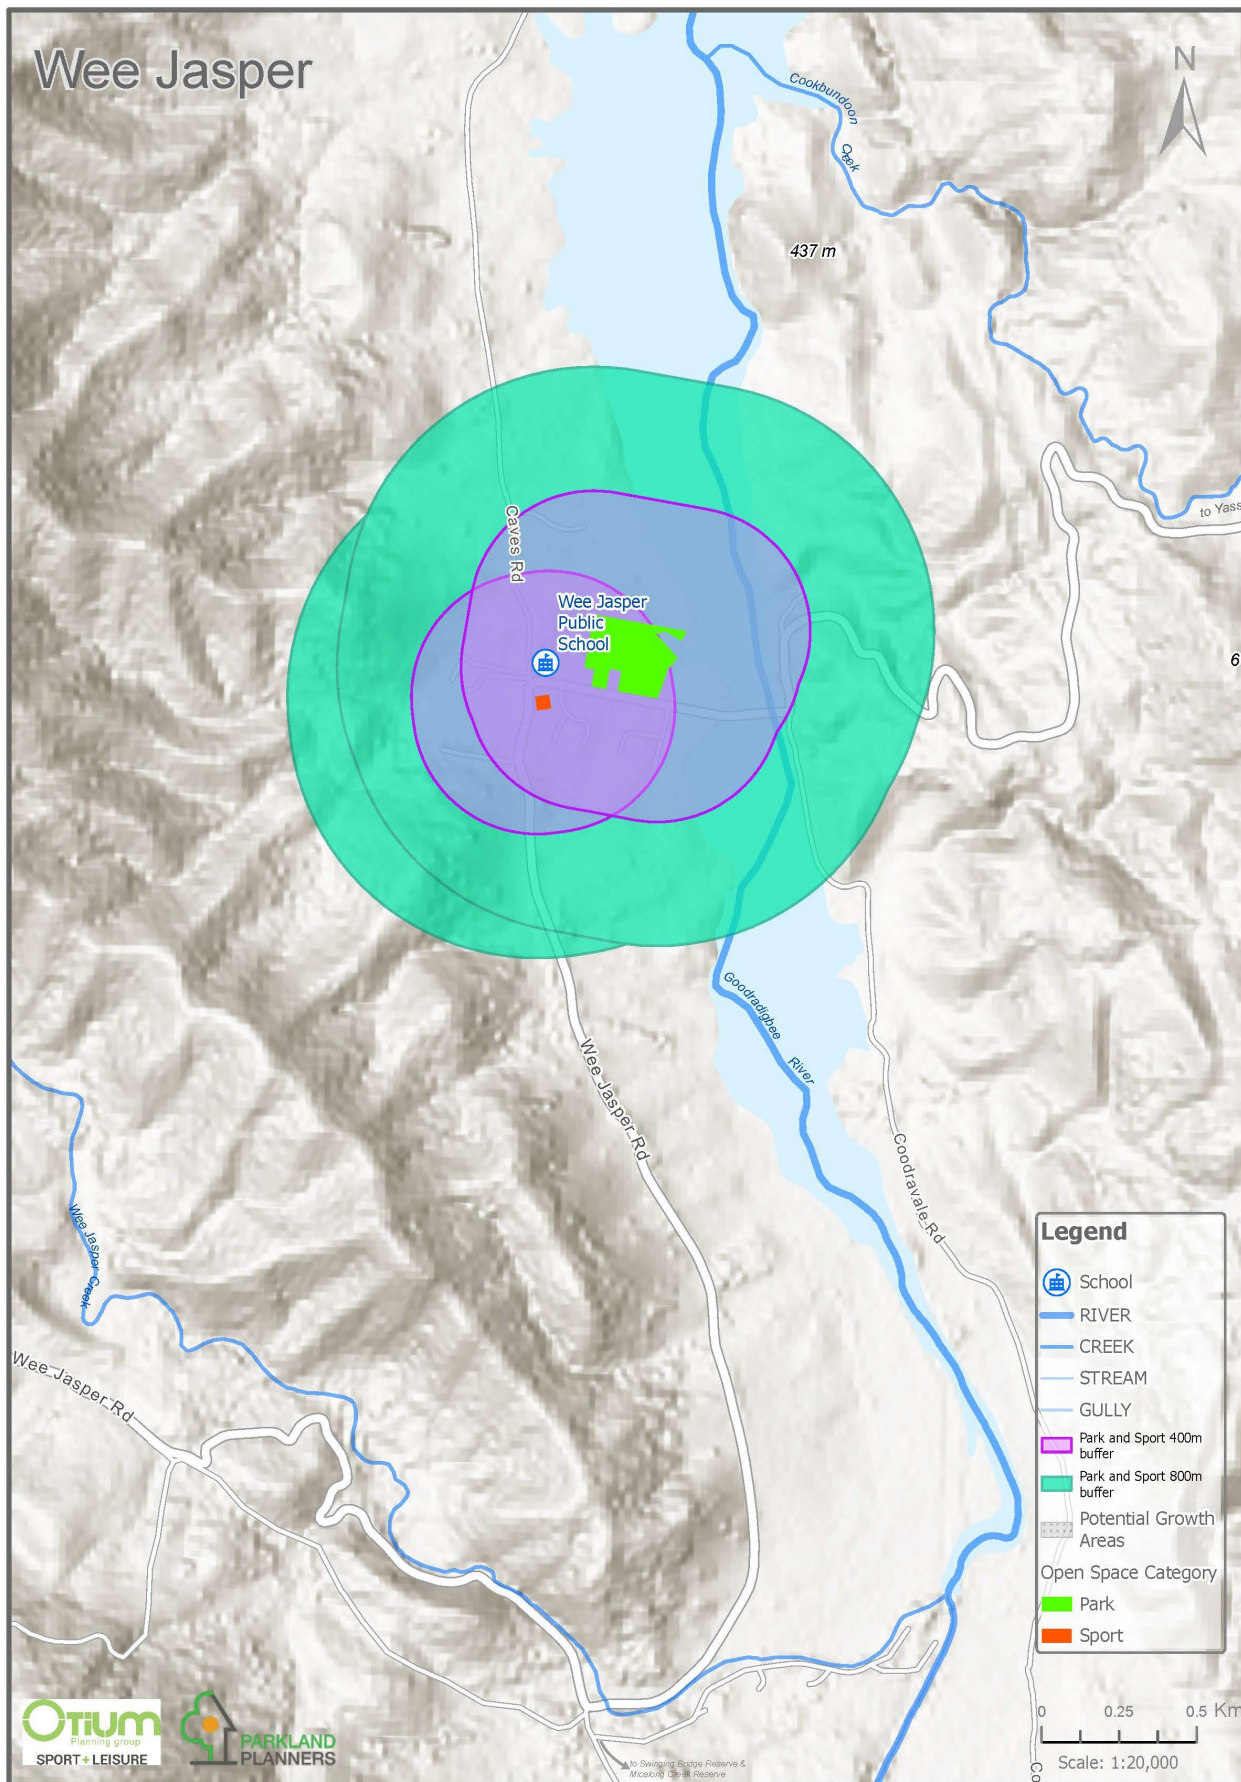 Wee Jasper
N
Cookbundoon
Creek
437 m
to Yass
Caves Rd
Wee Jasper
Public
School
6
Goodradigbee
River
Wee Jasper Rd
Coodravale Rd
Wee Jasper Creek
Wee Jasper Rd
Legend
School
RIVER
CREEK
STREAM
GULLY
Park and Sport 400m
buffer
Park and Sport 800m
buffer
Potential Growth
Areas
Open Space Category
Park
Sport
0 0.25 0.5 Km
Scale: 1:20,000
Co
OTiUM
Planning group
SPORT + LEISURE
PARKLAND
PLANNERS
to Swinging Bridge Reserve &
Micalong Creek Reserve